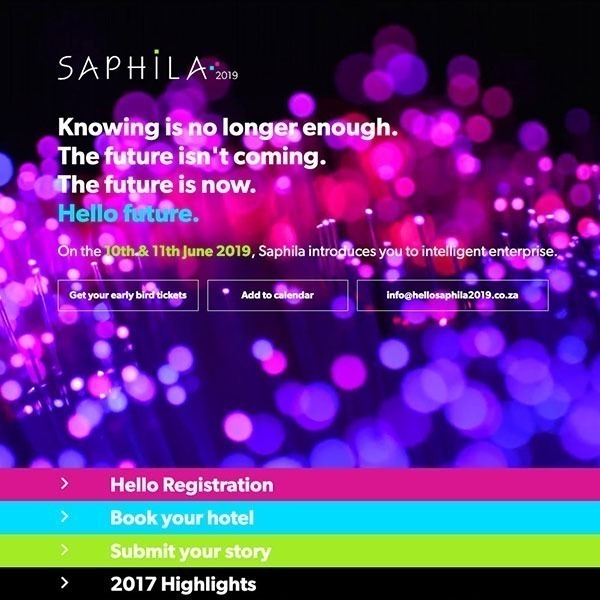 SAPHiLA 2019
Knowing is no longer enough.
The future isn't coming.
The future is now.
Hello future.
On the 10th & 11th June 2019, Saphila introduces you to intelligent enterprise.
Get your early bird tickets
Add to calendar
info@hellosaphila2019.co.za
Hello Registration
Book your hotel
Submit your story
2017 Highlights